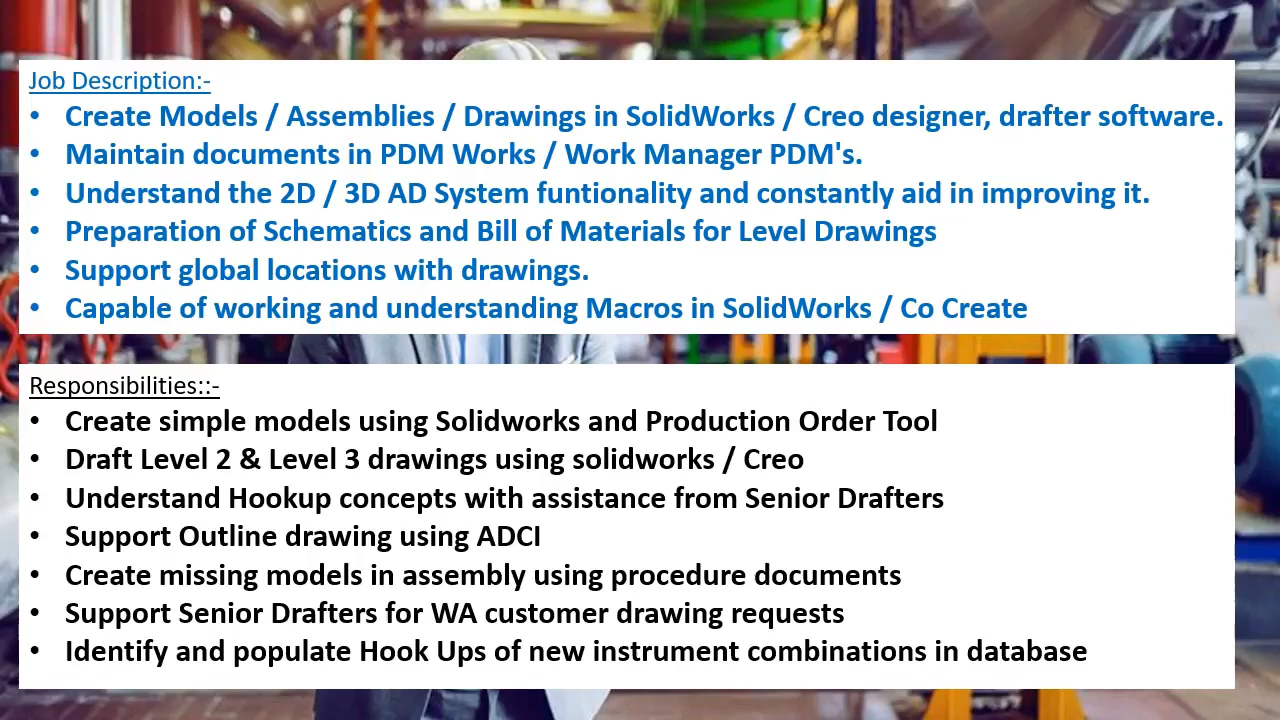 Job Description:-
• Create Models / Assemblies / Drawings in SolidWorks / Creo designer, drafter software.
• Maintain documents in PDM Works / Work Manager PDM's.
• Understand the 2D / 3D AD System funtionality and constantly aid in improving it.
• Preparation of Schematics and Bill of Materials for Level Drawings
• Support global locations with drawings.
• Capable of working and understanding Macros in SolidWorks / Co Create
Responsibilities::-
• Create simple models using Solidworks and Production Order Tool
• Draft Level 2 & Level 3 drawings using solidworks / Creo
• Understand Hookup concepts with assistance from Senior Drafters
• Support Outline drawing using ADCI
• Create missing models in assembly using procedure documents
• Support Senior Drafters for WA customer drawing requests
• Identify and populate Hook Ups of new instrument combinations in database